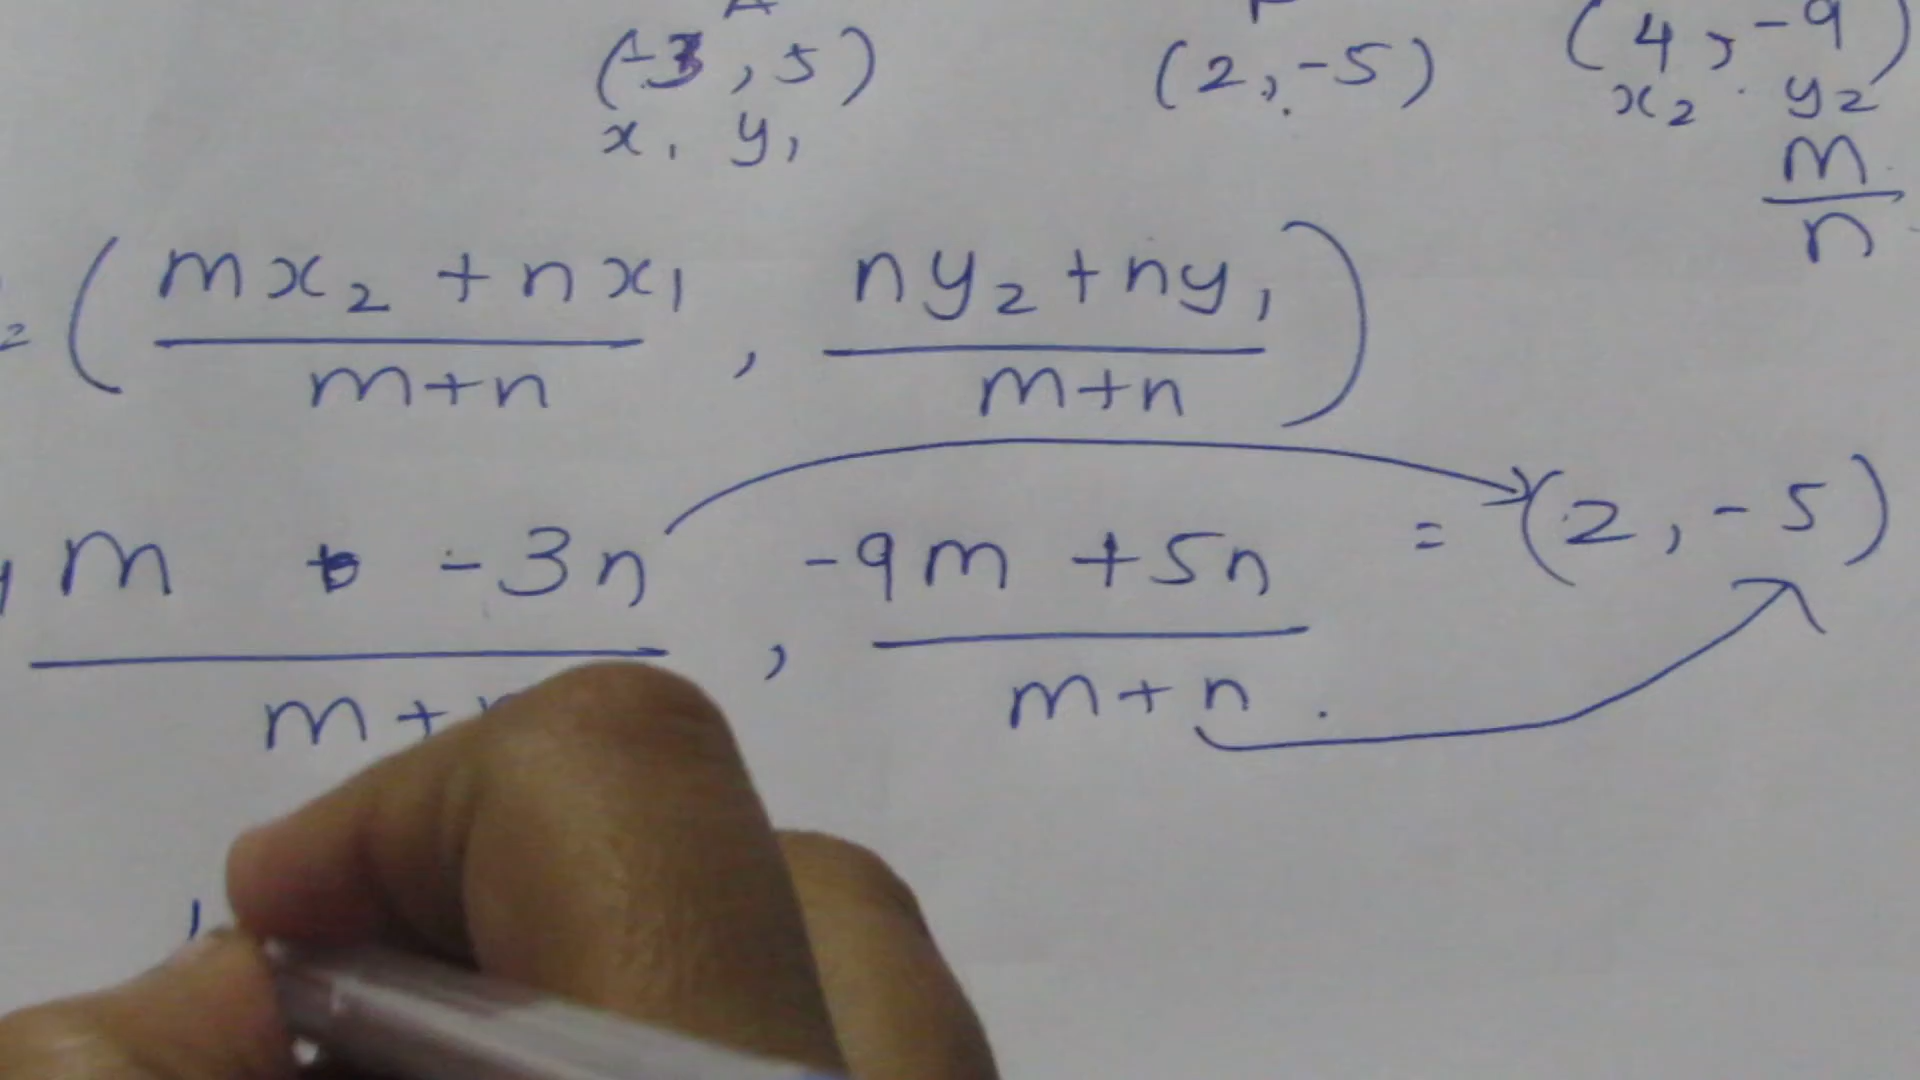 A P
(-3, 5) (2, -5) (4, -9)
x₁ y₁ x₂ y₂
m/n
= ( (mx₂ + nx₁)/(m+n) , (ny₂ + ny₁)/(m+n) )
m -3n / m+ , -9m +5n / m+n . = (2, -5)